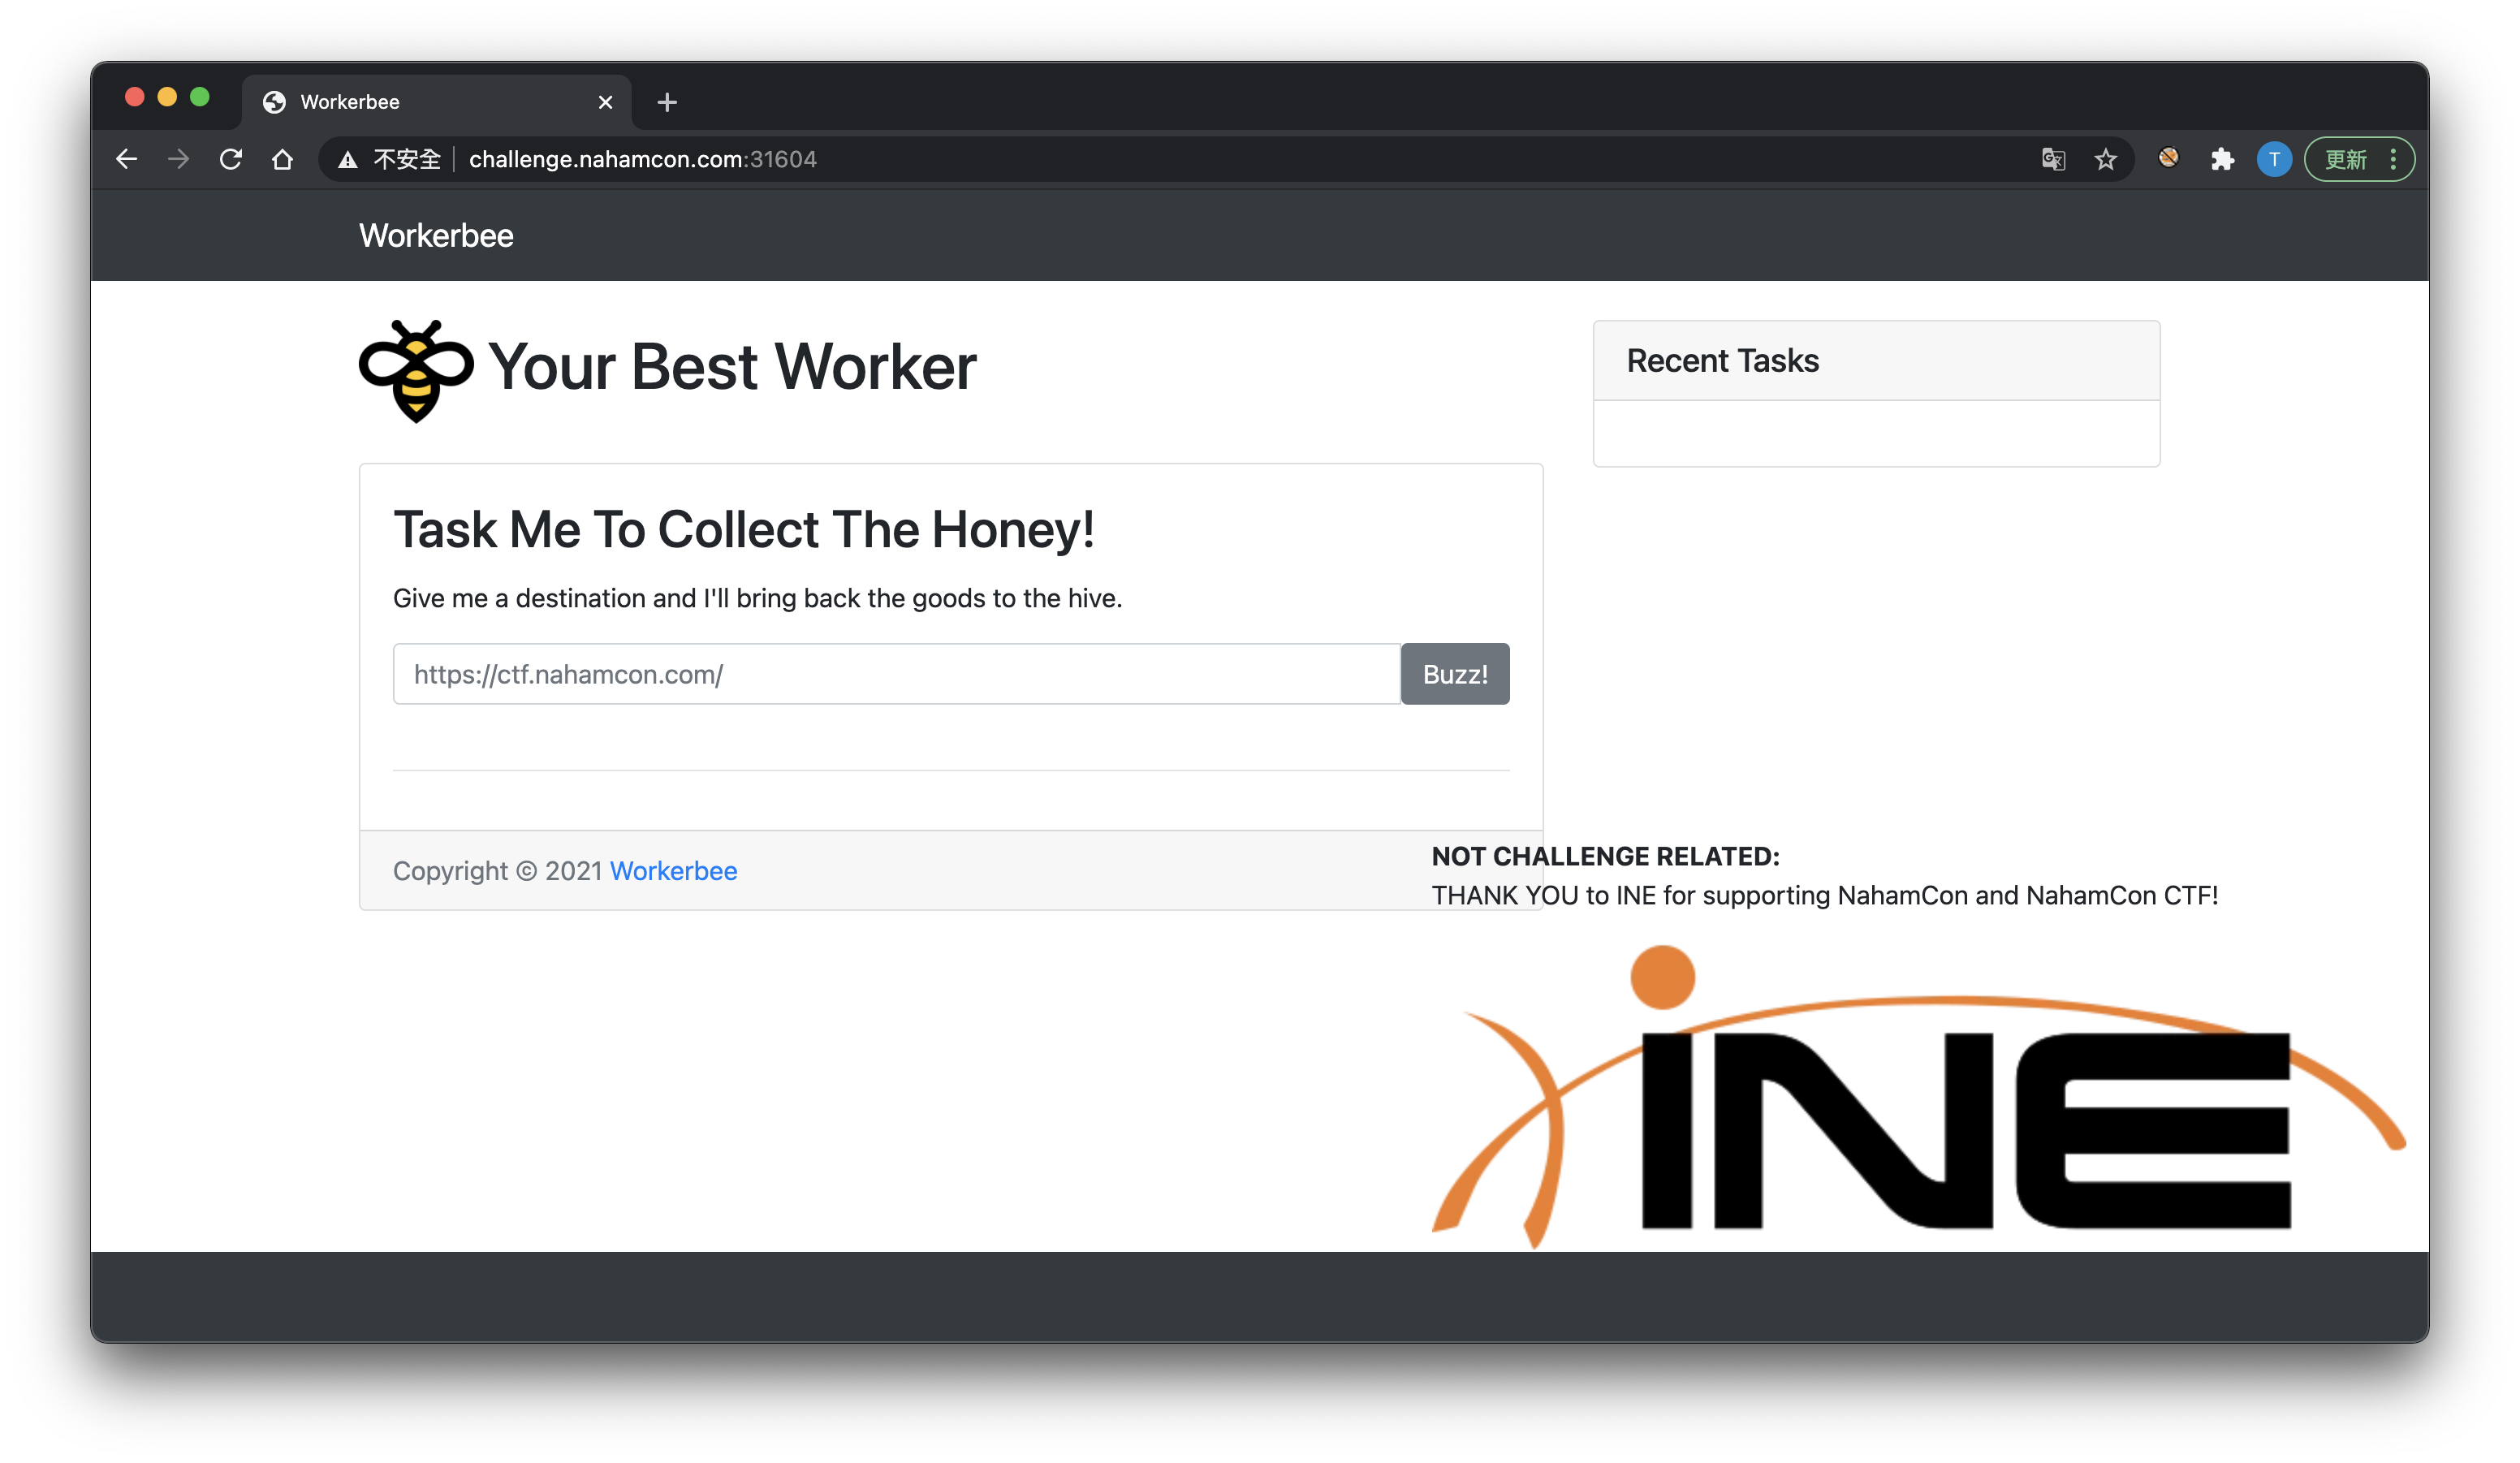 Workerbee
不安全 challenge.nahamcon.com:31604
T
更新
Workerbee
Your Best Worker
Recent Tasks
Task Me To Collect The Honey!
Give me a destination and I'll bring back the goods to the hive.
https://ctf.nahamcon.com/
Buzz!
Copyright © 2021 Workerbee
NOT CHALLENGE RELATED:
THANK YOU to INE for supporting NahamCon and NahamCon CTF!
INE